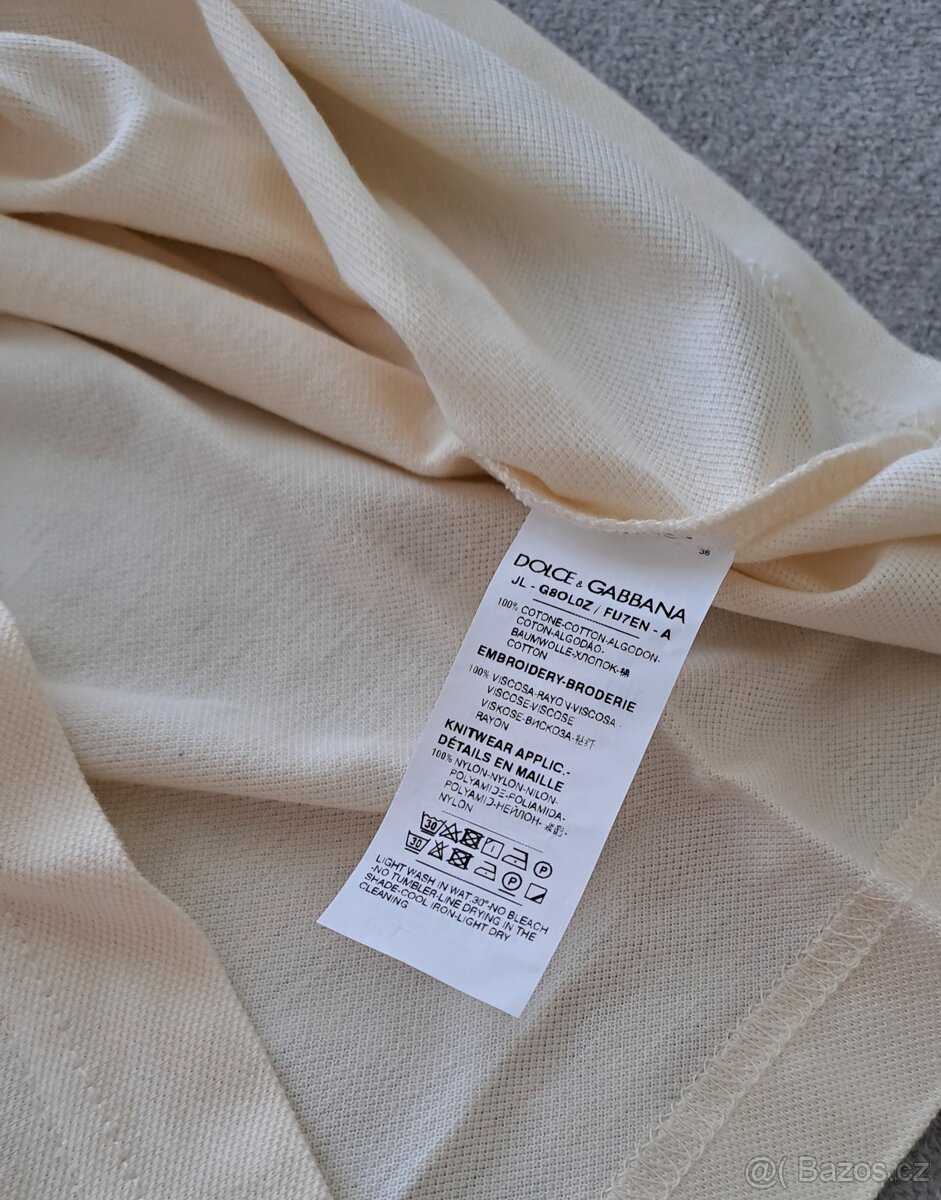 36
DOLCE & GABBANA
JL - G8OL0Z / FU7EN - A
100% COTONE-COTTON-ALGODON-
COTON-ALGODÃO-
BAUMWOLLE-ХЛОПОК-棉
COTTON
EMBROIDERY-BRODERIE
100% VISCOSA-RAYON-VISCOSA-
VISCOSE-VISCOSE
VISKOSE-ВИСКОЗА-粘纤
RAYON
KNITWEAR APPLIC.-
DÉTAILS EN MAILLE
100% NYLON-NYLON-NILON-
POLYAMIDE-POLIAMIDA-
POLYAMID-НЕЙЛОН-
NYLON
30
30
LIGHT WASH IN WAT.30°-NO BLEACH
-NO TUMBLER-LINE DRYING IN THE
SHADE-COOL IRON-LIGHT DRY
CLEANING
@( Bazos.cz